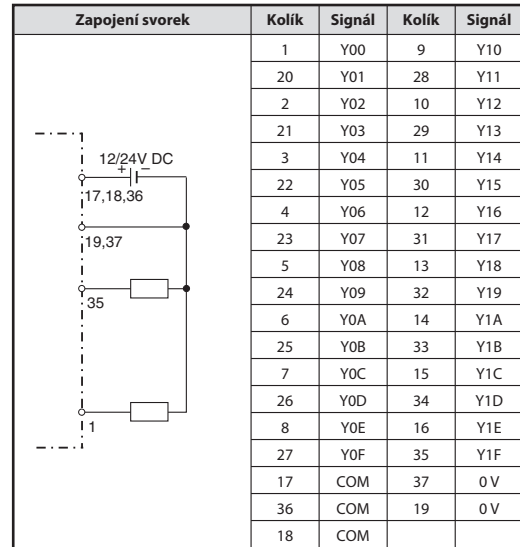 Zapojení svorek Kolík Signál Kolík Signál
12/24V DC
+ –
17,18,36
19,37
35
1
1 Y00 9 Y10
20 Y01 28 Y11
2 Y02 10 Y12
21 Y03 29 Y13
3 Y04 11 Y14
22 Y05 30 Y15
4 Y06 12 Y16
23 Y07 31 Y17
5 Y08 13 Y18
24 Y09 32 Y19
6 Y0A 14 Y1A
25 Y0B 33 Y1B
7 Y0C 15 Y1C
26 Y0D 34 Y1D
8 Y0E 16 Y1E
27 Y0F 35 Y1F
17 COM 37 0 V
36 COM 19 0 V
18 COM